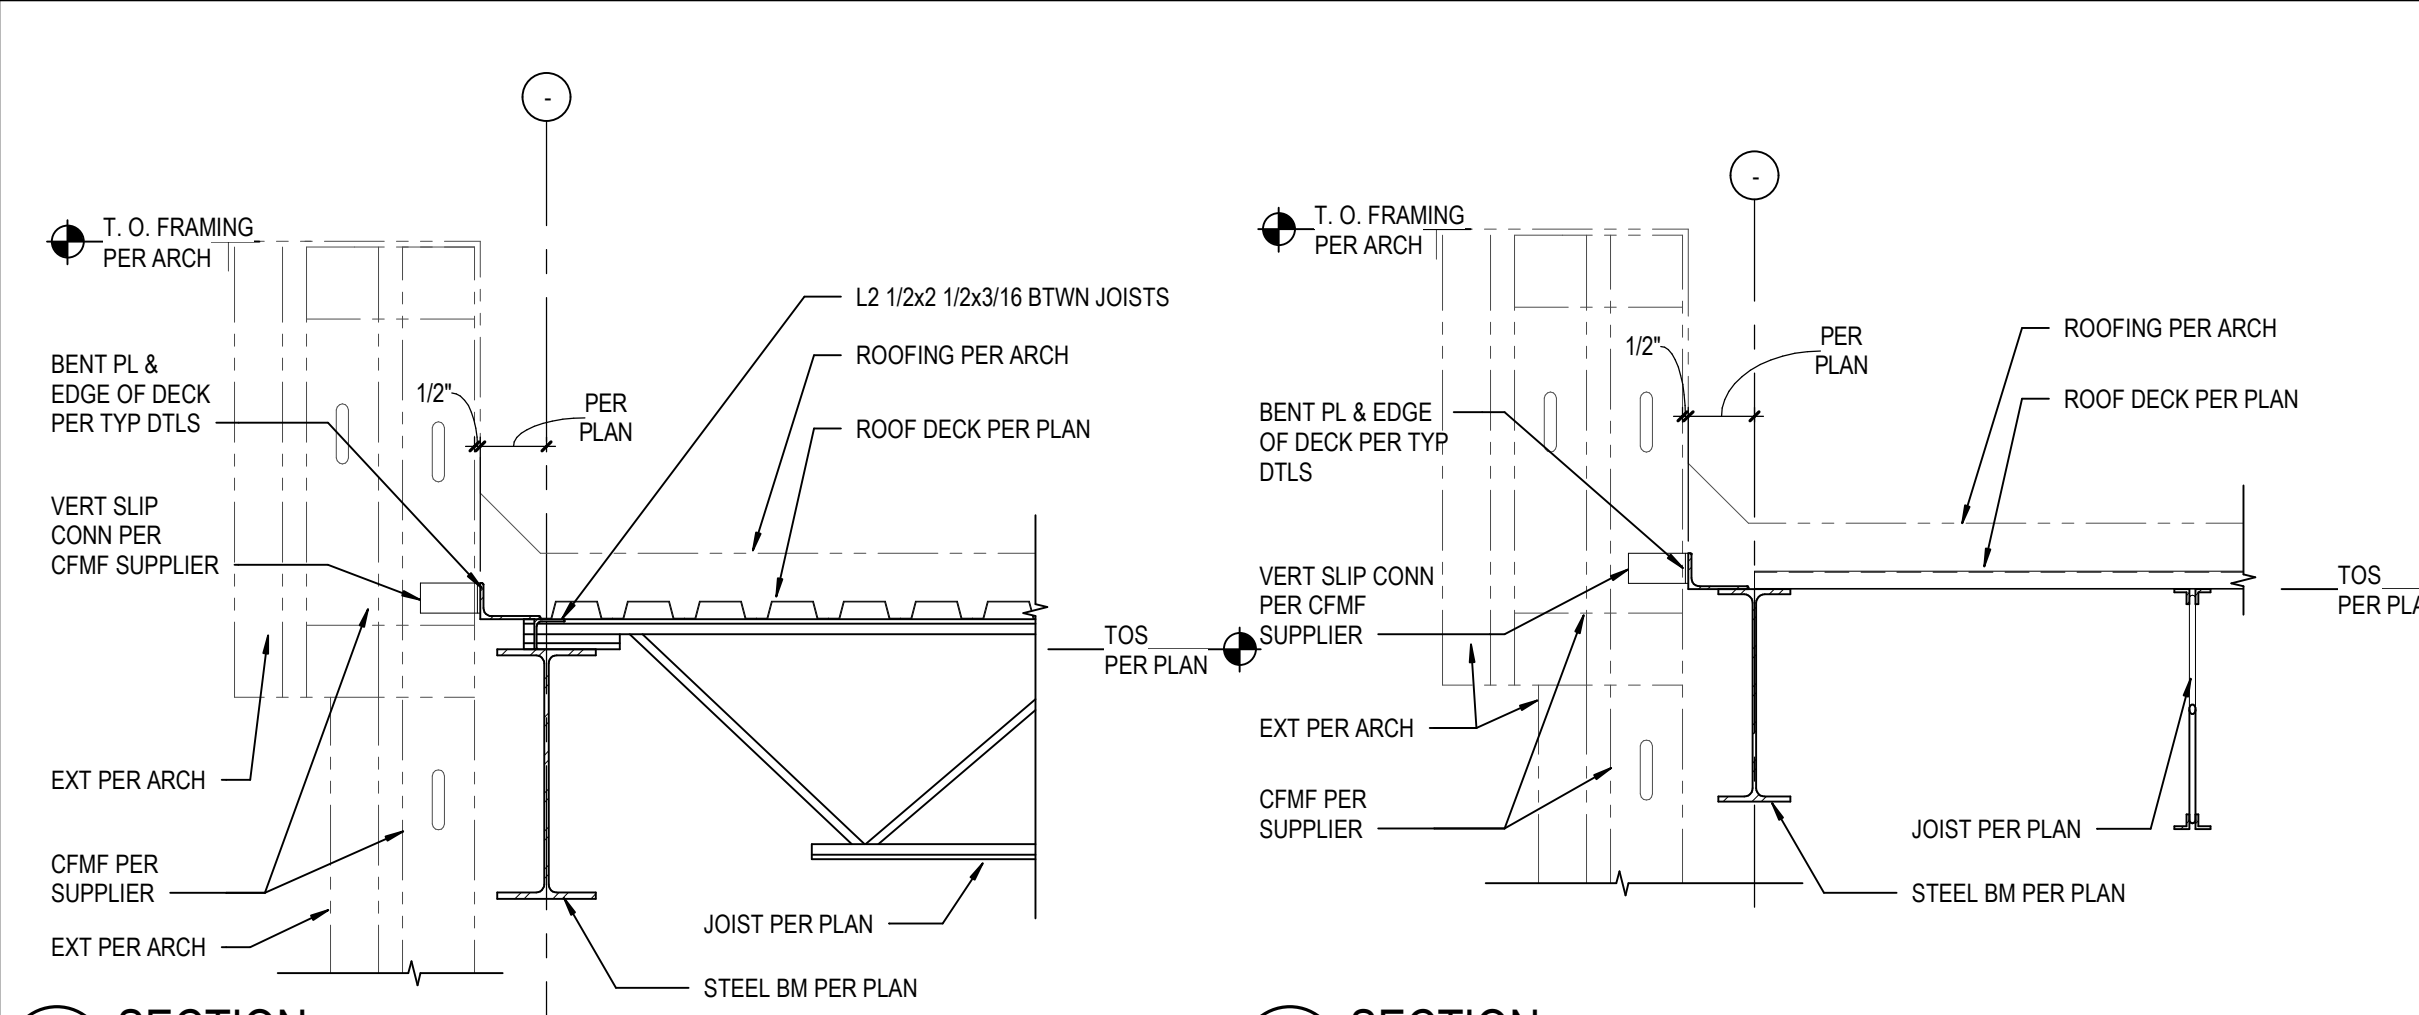 -
T. O. FRAMING
PER ARCH
L2 1/2x2 1/2x3/16 BTWN JOISTS
ROOFING PER ARCH
BENT PL &
EDGE OF DECK
PER TYP DTLS
1/2"
PER
PLAN
ROOF DECK PER PLAN
VERT SLIP
CONN PER
CFMF SUPPLIER
TOS
PER PLAN
EXT PER ARCH
CFMF PER
SUPPLIER
EXT PER ARCH
JOIST PER PLAN
STEEL BM PER PLAN
SECTION
-
T. O. FRAMING
PER ARCH
ROOFING PER ARCH
1/2"
PER
PLAN
ROOF DECK PER PLAN
BENT PL & EDGE
OF DECK PER TYP
DTLS
VERT SLIP CONN
PER CFMF
SUPPLIER
TOS
PER
EXT PER ARCH
CFMF PER
SUPPLIER
JOIST PER PLAN
STEEL BM PER PLAN
SECTION